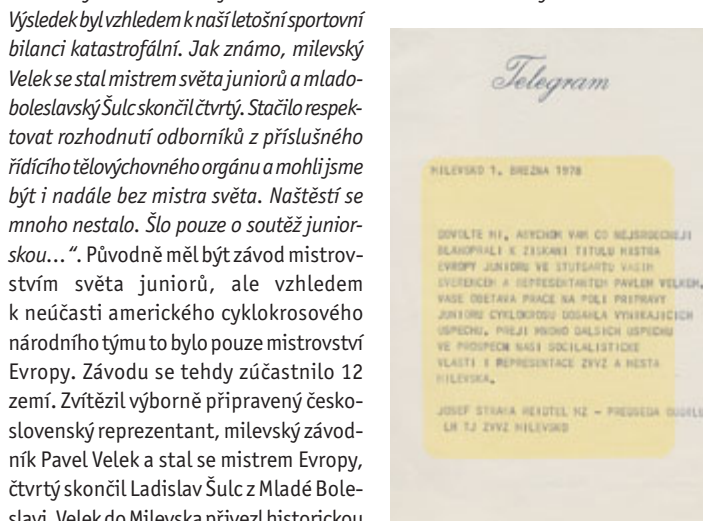 Výsledek byl vzhledem k naší letošní sportovní
bilanci katastrofální. Jak známo, milevský
Velek se stal mistrem světa juniorů a mlado-
boleslavský Šulc skončil čtvrtý. Stačilo respek-
tovat rozhodnutí odborníků z příslušného
řídícího tělovýchovného orgánu a mohli jsme
být i nadále bez mistra světa. Naštěstí se
mnoho nestalo. Šlo pouze o soutěž junior-
skou…“. Původně měl být závod mistrov-
stvím světa juniorů, ale vzhledem
k neúčasti amerického cyklokrosového
národního týmu to bylo pouze mistrovství
Evropy. Závodu se tehdy zúčastnilo 12
zemí. Zvítězil výborně připravený česko-
slovenský reprezentant, milevský závod-
ník Pavel Velek a stal se mistrem Evropy,
čtvrtý skončil Ladislav Šulc z Mladé Bole-
slavi. Velek do Milevska přivezl historickou
Telegram
MILEVSKO 1. BREZNA 1978
DOVOLTE MI, ABYCHOM VAM CO NEJSRDECNEJI
BLAHOPRALI K ZISKANI TITULU MISTRA
EVROPY JUNIORU VE STUTGARTU VASIM
SVERENCEM A REPRESENTANTEM PAVLEM VELKEM.
VASE OBETAVA PRACE NA POLI PRIPRAVY
JUNIORU CYKLOKROSU DOSAHLA VYNIKAJICICH
USPECHU. PREJI MNOHO DALSICH USPECHU
VE PROSPECH NASI SOCILALISTICKE
VLASTI I REPRESENTACE ZVVZ A MESTA
MILEVSKA.
JOSEF STRAKA REDITEL NZ - PREDSEDA
LH TJ ZVVZ MILEVSKO